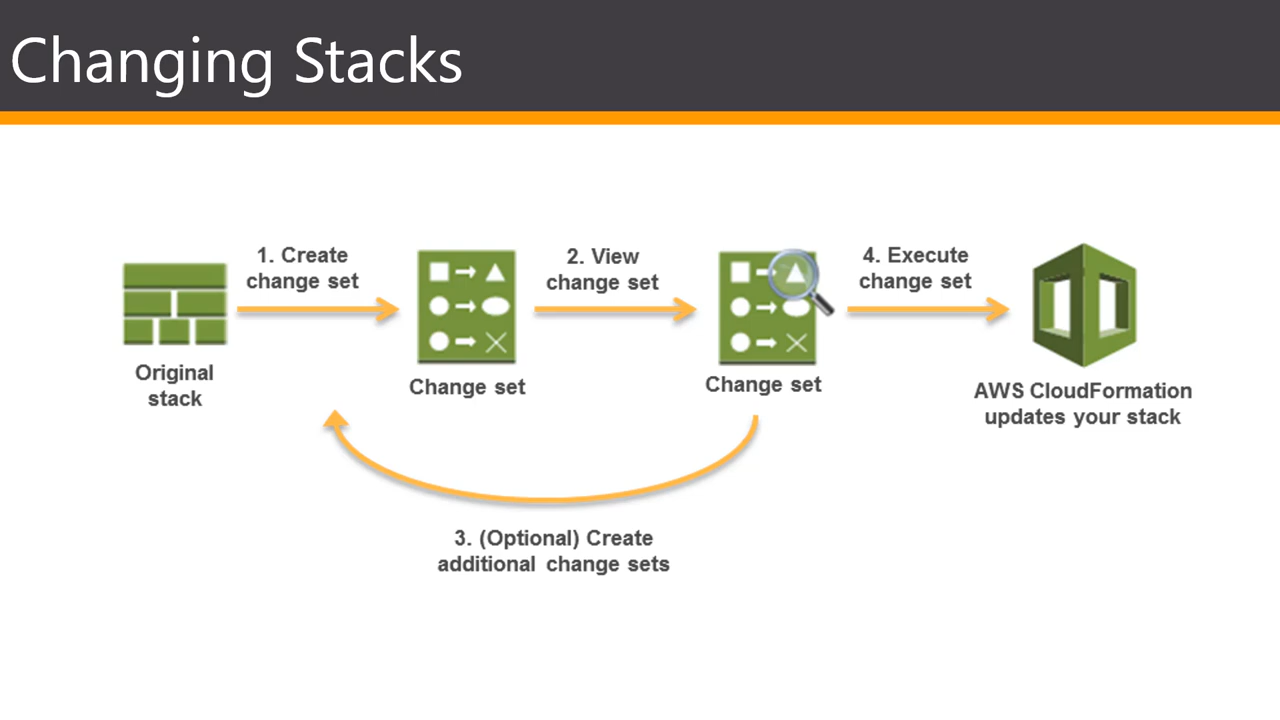 Changing Stacks
1. Create
change set
2. View
change set
4. Execute
change set
Original
stack
Change set
Change set
AWS CloudFormation
updates your stack
3. (Optional) Create
additional change sets